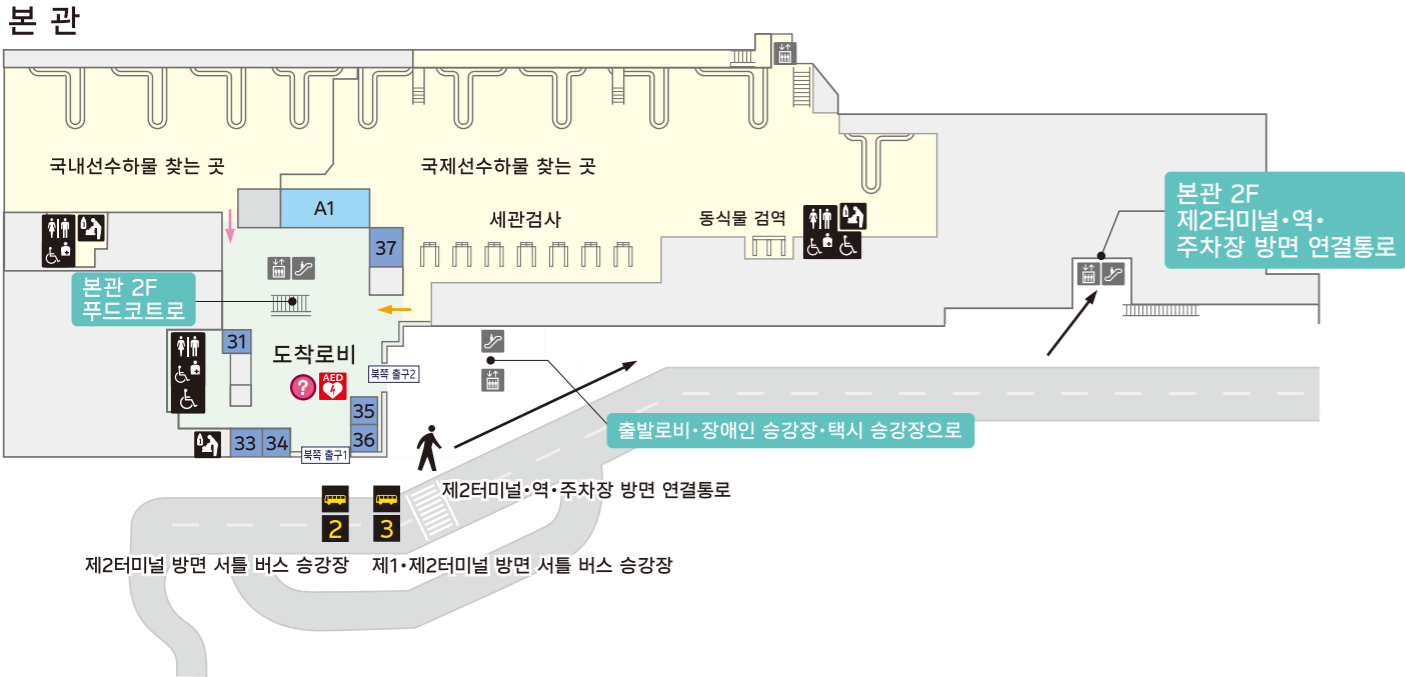 본 관
국내선수하물 찾는 곳
국제선수하물 찾는 곳
A1
세관검사
동식물 검역
37
본관 2F
제2터미널·역·
주차장 방면 연결통로
본관 2F
푸드코트로
31
도착로비
북쪽 출구2
?
AED
35
36
33
34
북쪽 출구1
출발로비·장애인 승강장·택시 승강장으로
제2터미널·역·주차장 방면 연결통로
2
3
제2터미널 방면 셔틀 버스 승강장
제1·제2터미널 방면 셔틀 버스 승강장